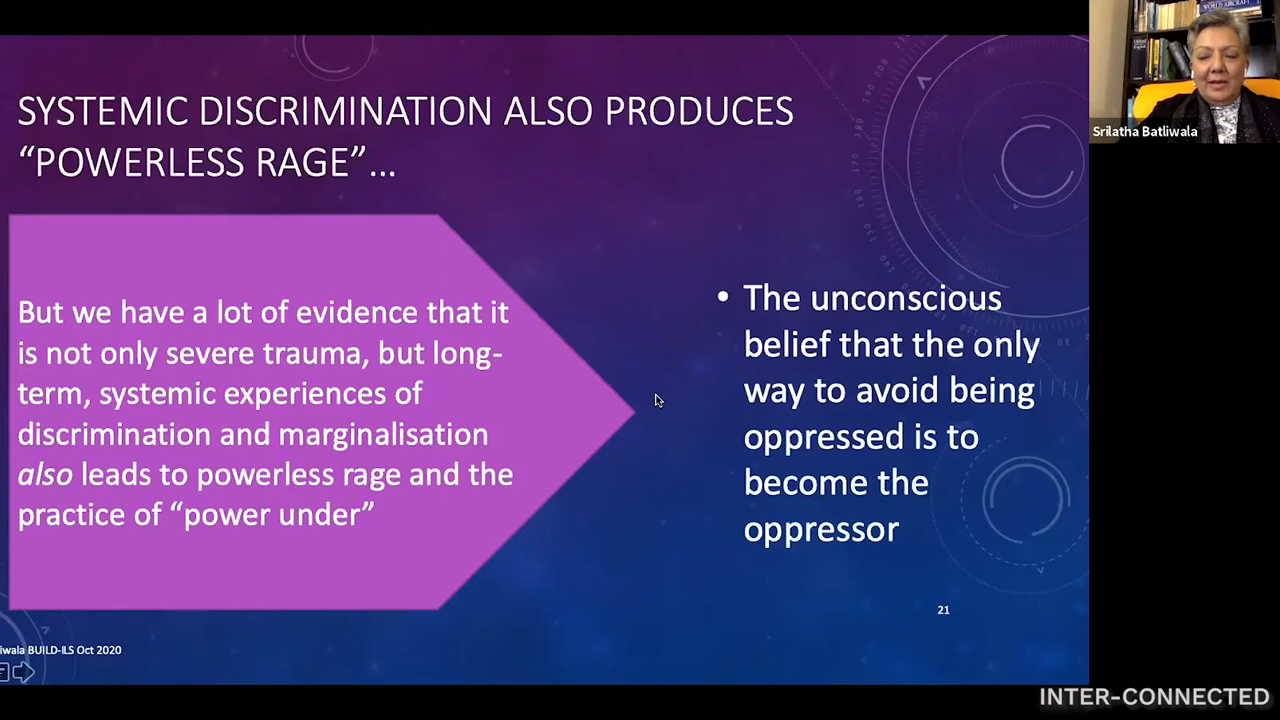 SYSTEMIC DISCRIMINATION ALSO PRODUCES
“POWERLESS RAGE”...
But we have a lot of evidence that it
is not only severe trauma, but long-
term, systemic experiences of
discrimination and marginalisation
also leads to powerless rage and the
practice of “power under”
• The unconscious
belief that the only
way to avoid being
oppressed is to
become the
oppressor
21
iwala BUILD-ILS Oct 2020
WORLD AIRCRAFT
Srilatha Batliwala
INTER-CONNECTED